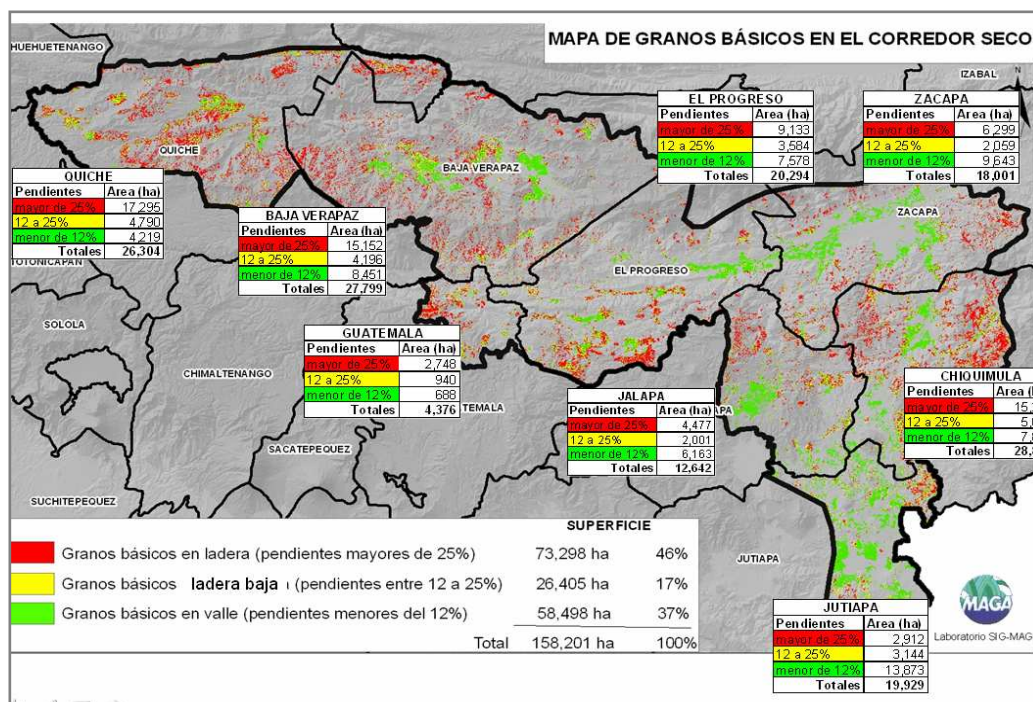 MAPA DE GRANOS BÁSICOS EN EL CORREDOR SECO
HUEHUETENANGO
IZABAL
N
EL PROGRESO
Pendientes Area (ha)
mayor de 25% 9,133
12 a 25% 3,584
menor de 12% 7,578
Totales 20,294
ZACAPA
Pendientes Area (ha)
mayor de 25% 6,299
12 a 25% 2,059
menor de 12% 9,643
Totales 18,001
QUICHE
BAJA VERAPAZ
QUICHE
Pendientes Area (ha)
mayor de 25% 17,295
12 a 25% 4,790
menor de 12% 4,219
Totales 26,304
BAJA VERAPAZ
Pendientes Area (ha)
mayor de 25% 15,152
12 a 25% 4,196
menor de 12% 8,451
Totales 27,799
ZACAPA
EL PROGRESO
TOTONICAPAN
SOLOLA
CHIMALTENANGO
GUATEMALA
Pendientes Area (ha)
mayor de 25% 2,748
12 a 25% 940
menor de 12% 688
Totales 4,376
TEMALA
JALAPA
Pendientes Area (ha)
mayor de 25% 4,477
12 a 25% 2,001
menor de 12% 6,163
Totales 12,642
APA
CHIQUIMULA
Pendientes Area (h
mayor de 25% 15,
12 a 25% 5,
menor de 12% 7,
Totales 28,
SACATEPEQUEZ
SUCHITEPEQUEZ
JUTIAPA
SUPERFICIE
Granos básicos en ladera (pendientes mayores de 25%) 73,298 ha 46%
Granos básicos ladera baja (pendientes entre 12 a 25%) 26,405 ha 17%
Granos básicos en valle (pendientes menores del 12%) 58,498 ha 37%
Total 158,201 ha 100%
JUTIAPA
Pendientes Area (ha)
mayor de 25% 2,912
12 a 25% 3,144
menor de 12% 13,873
Totales 19,929
MAGA
Laboratorio SIG-MAG